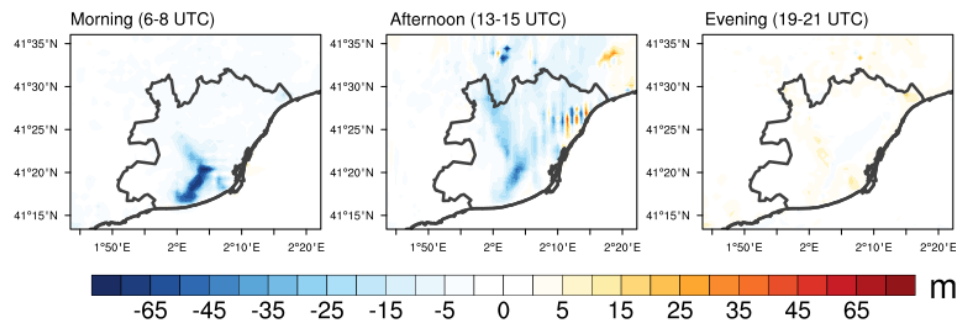 Morning (6-8 UTC) Afternoon (13-15 UTC) Evening (19-21 UTC)
41°35'N 41°35'N 41°35'N
41°30'N 41°30'N 41°30'N
41°25'N 41°25'N 41°25'N
41°20'N 41°20'N 41°20'N
41°15'N 41°15'N 41°15'N
1°50'E 2°E 2°10'E 2°20'E 1°50'E 2°E 2°10'E 2°20'E 1°50'E 2°E 2°10'E 2°20'E
-65 -45 -35 -25 -15 -5 0 5 15 25 35 45 65 m